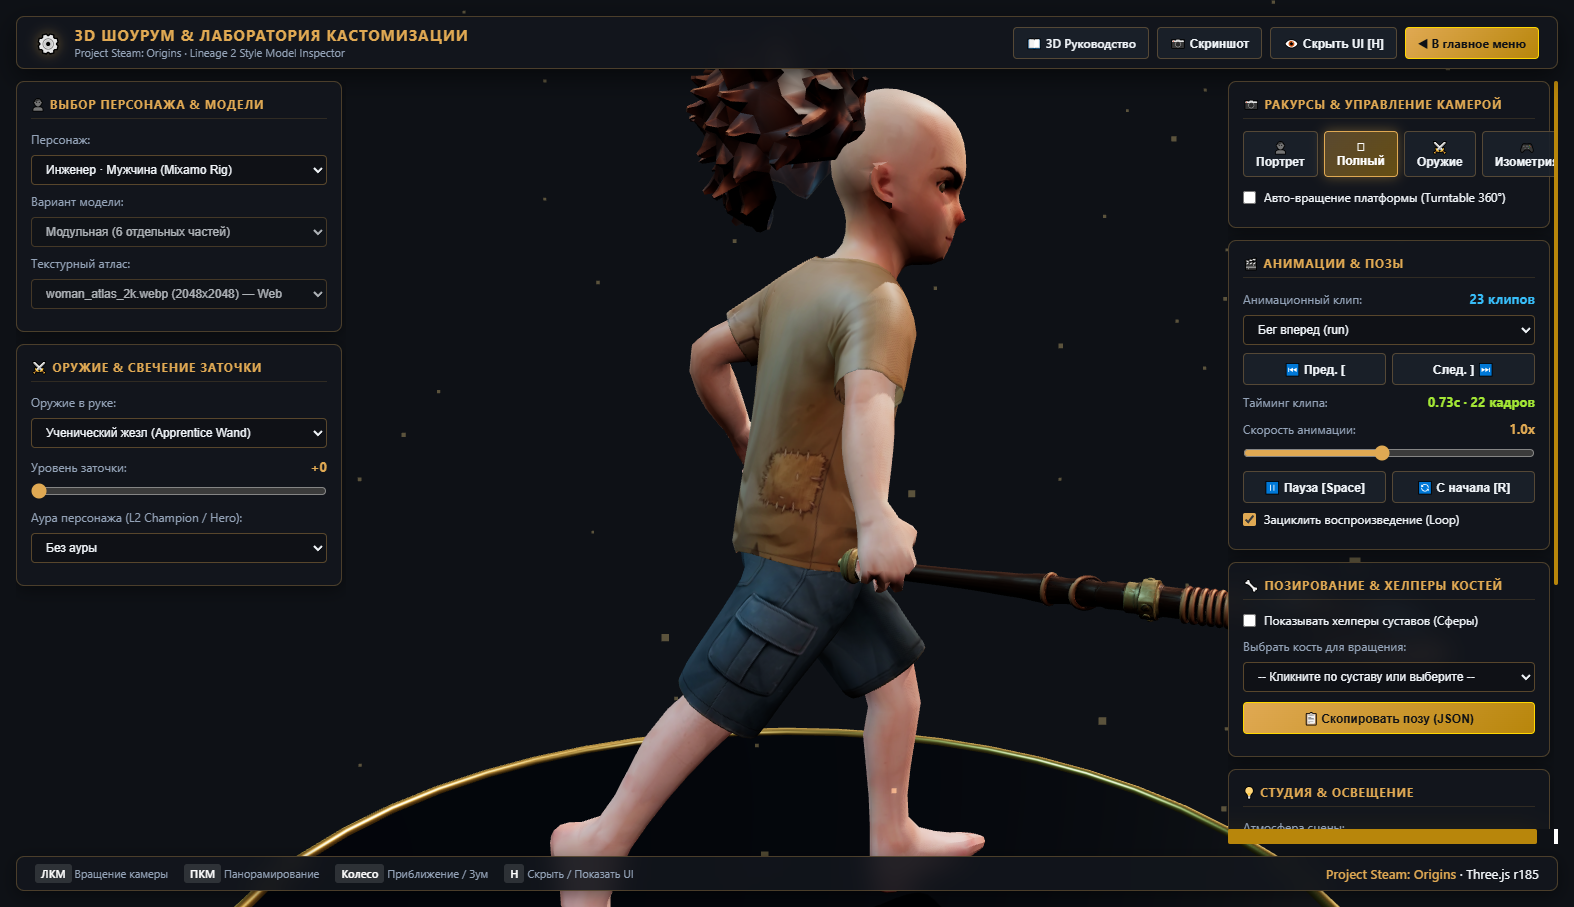 3D ШОУРУМ & ЛАБОРАТОРИЯ КАСТОМИЗАЦИИ
Project Steam: Origins · Lineage 2 Style Model Inspector
3D Руководство
Скриншот
Скрыть UI [H]
◀ В главное меню
ВЫБОР ПЕРСОНАЖА & МОДЕЛИ
Персонаж:
Инженер · Мужчина (Mixamo Rig)
Вариант модели:
Модульная (6 отдельных частей)
Текстурный атлас:
woman_atlas_2k.webp (2048x2048) — Web
ОРУЖИЕ & СВЕЧЕНИЕ ЗАТОЧКИ
Оружие в руке:
Ученический жезл (Apprentice Wand)
Уровень заточки:
+0
Аура персонажа (L2 Champion / Hero):
Без ауры
РАКУРСЫ & УПРАВЛЕНИЕ КАМЕРОЙ
Портрет
Полный
Оружие
Изометрия
Авто-вращение платформы (Turntable 360°)
АНИМАЦИИ & ПОЗЫ
Анимационный клип:
23 клипов
Бег вперед (run)
Пред. [
След. ]
Тайминг клипа:
0.73с · 22 кадров
Скорость анимации:
1.0x
Пауза [Space]
С начала [R]
Зациклить воспроизведение (Loop)
ПОЗИРОВАНИЕ & ХЕЛПЕРЫ КОСТЕЙ
Показывать хелперы суставов (Сферы)
Выбрать кость для вращения:
-- Кликните по суставу или выберите --
Скопировать позу (JSON)
СТУДИЯ & ОСВЕЩЕНИЕ
Атмосфера сцены:
ЛКМ Вращение камеры
ПКМ Панорамирование
Колесо Приближение / Зум
H Скрыть / Показать UI
Project Steam: Origins · Three.js r185